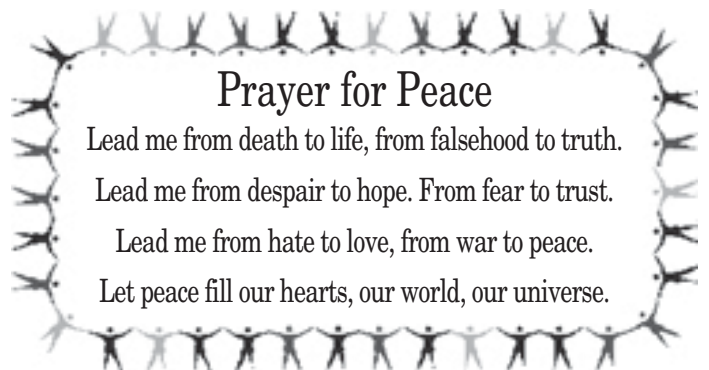 Prayer for Peace
Lead me from death to life, from falsehood to truth.
Lead me from despair to hope. From fear to trust.
Lead me from hate to love, from war to peace.
Let peace fill our hearts, our world, our universe.